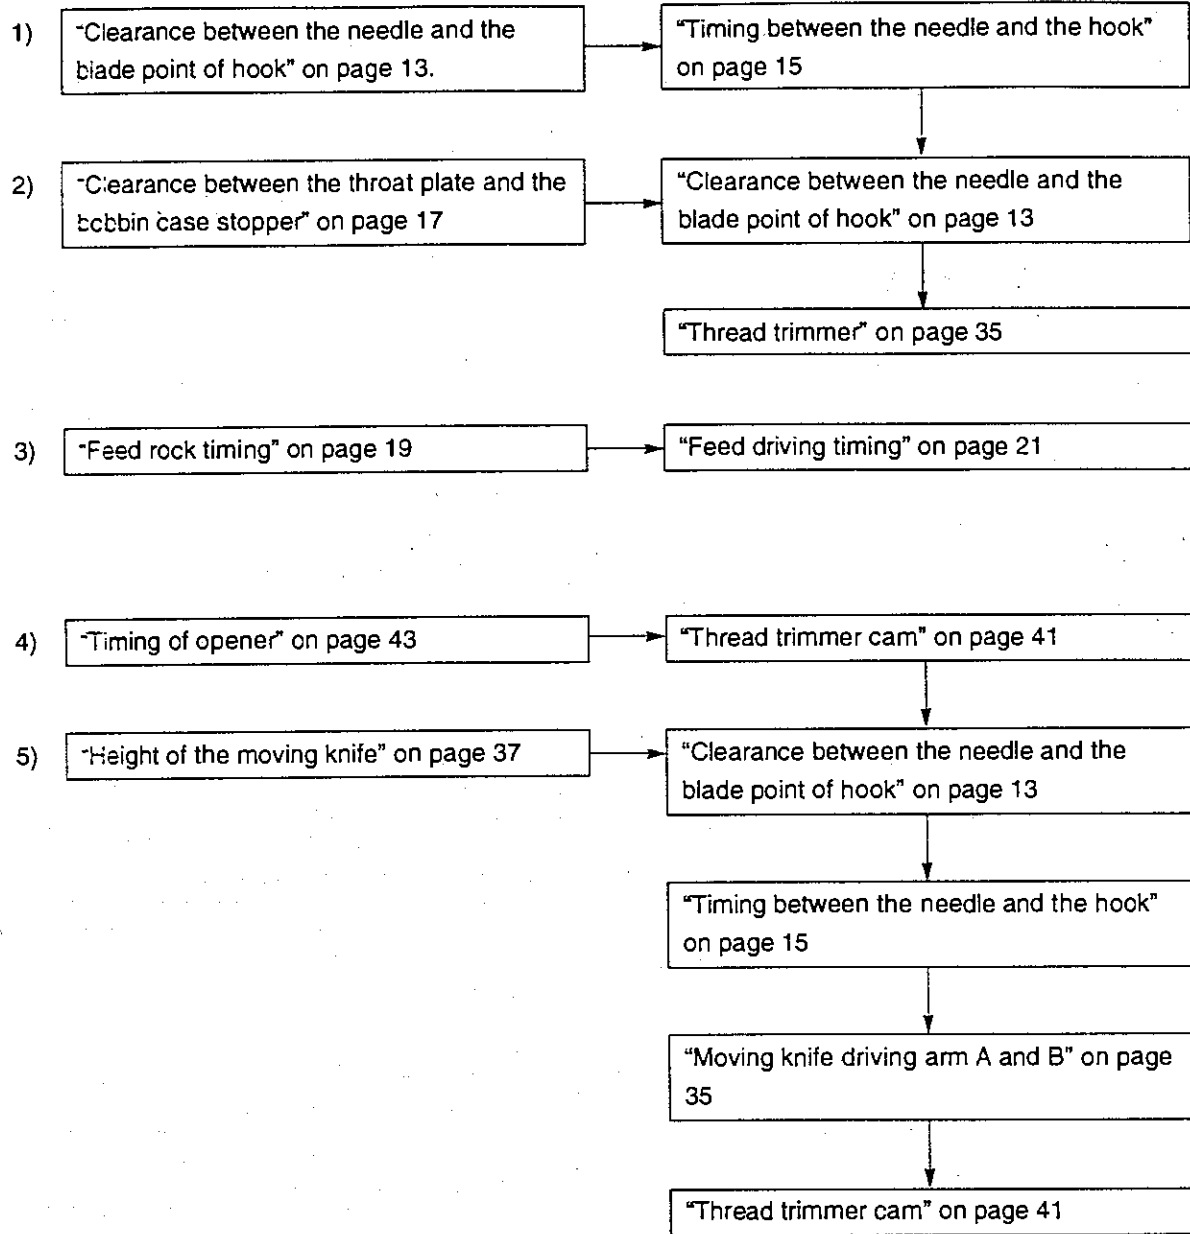 1)
"Clearance between the needle and the
blade point of hook" on page 13.
"Timing between the needle and the hook"
on page 15
2)
"Clearance between the throat plate and the
bobbin case stopper" on page 17
"Clearance between the needle and the
blade point of hook" on page 13
"Thread trimmer" on page 35
3)
"Feed rock timing" on page 19
"Feed driving timing" on page 21
4)
"Timing of opener" on page 43
"Thread trimmer cam" on page 41
5)
"Height of the moving knife" on page 37
"Clearance between the needle and the
blade point of hook" on page 13
"Timing between the needle and the hook"
on page 15
"Moving knife driving arm A and B" on page
35
"Thread trimmer cam" on page 41